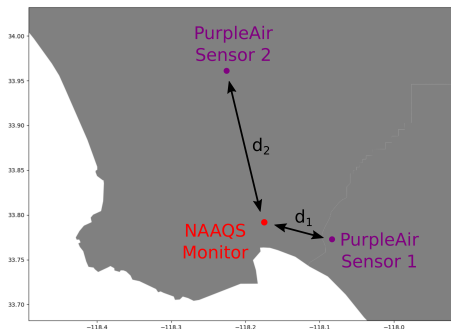 PurpleAir
Sensor 2
34.00
33.95
33.90
33.85
33.80
33.75
33.70
d2
d1
NAAQS
Monitor
PurpleAir
Sensor 1
−118.4
−118.3
−118.2
−118.1
−118.0